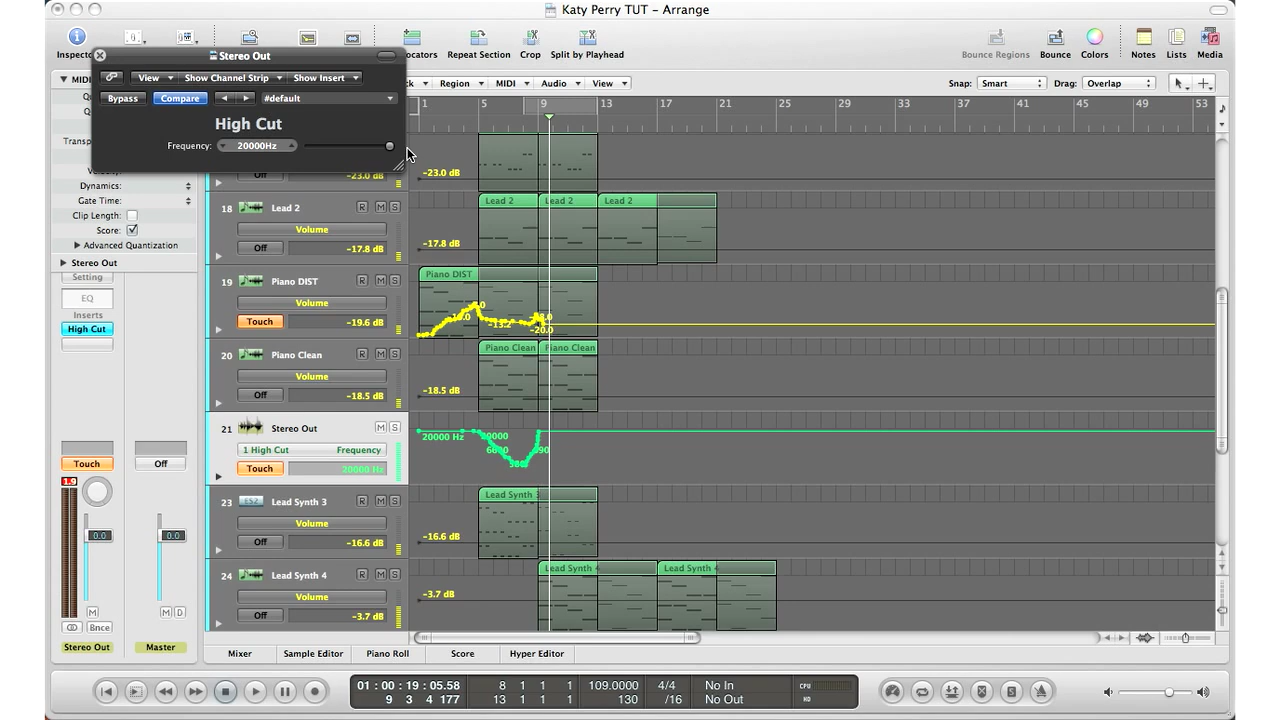 Katy Perry TUT – Arrange
Repeat Section
Crop
Split by Playhead
Bounce Regions
Bounce
Colors
Notes
Lists
Media
Stereo Out
View
Show Channel Strip
Show Insert
Bypass
Compare
#default
High Cut
Frequency:
20000Hz
Region
MIDI
Audio
View
Snap:
Smart
Drag:
Overlap
1
5
9
13
17
21
25
29
33
37
41
45
49
53
Dynamics:
Gate Time:
Clip Length:
Score:
Advanced Quantization
Stereo Out
Setting
EQ
Inserts
High Cut
Touch
Off
1.9
0.0
0.0
M
M D
Bnce
Stereo Out
Master
Off
-23.0 dB
-23.0 dB
18
Lead 2
R M S
Volume
Off
-17.8 dB
-17.8 dB
Lead 2
Lead 2
Lead 2
19
Piano DIST
R M S
Volume
Touch
-19.6 dB
Piano DIST
-13.2
-20.0
20
Piano Clean
R M S
Volume
Off
-18.5 dB
-18.5 dB
Piano Clean
Piano Clean
21
Stereo Out
M S
1 High Cut
Frequency
Touch
20000 Hz
20000 Hz
23
ES2
Lead Synth 3
R M S
Volume
Off
-16.6 dB
-16.6 dB
Lead Synth 3
24
Lead Synth 4
R M S
Volume
Off
-3.7 dB
-3.7 dB
Lead Synth 4
Lead Synth 4
Mixer
Sample Editor
Piano Roll
Score
Hyper Editor
01 : 00 : 19 : 05.58
9 3 4 177
8 1 1 1
13 1 1 1
109.0000
130
4/4
/16
No In
No Out
CPU
HD